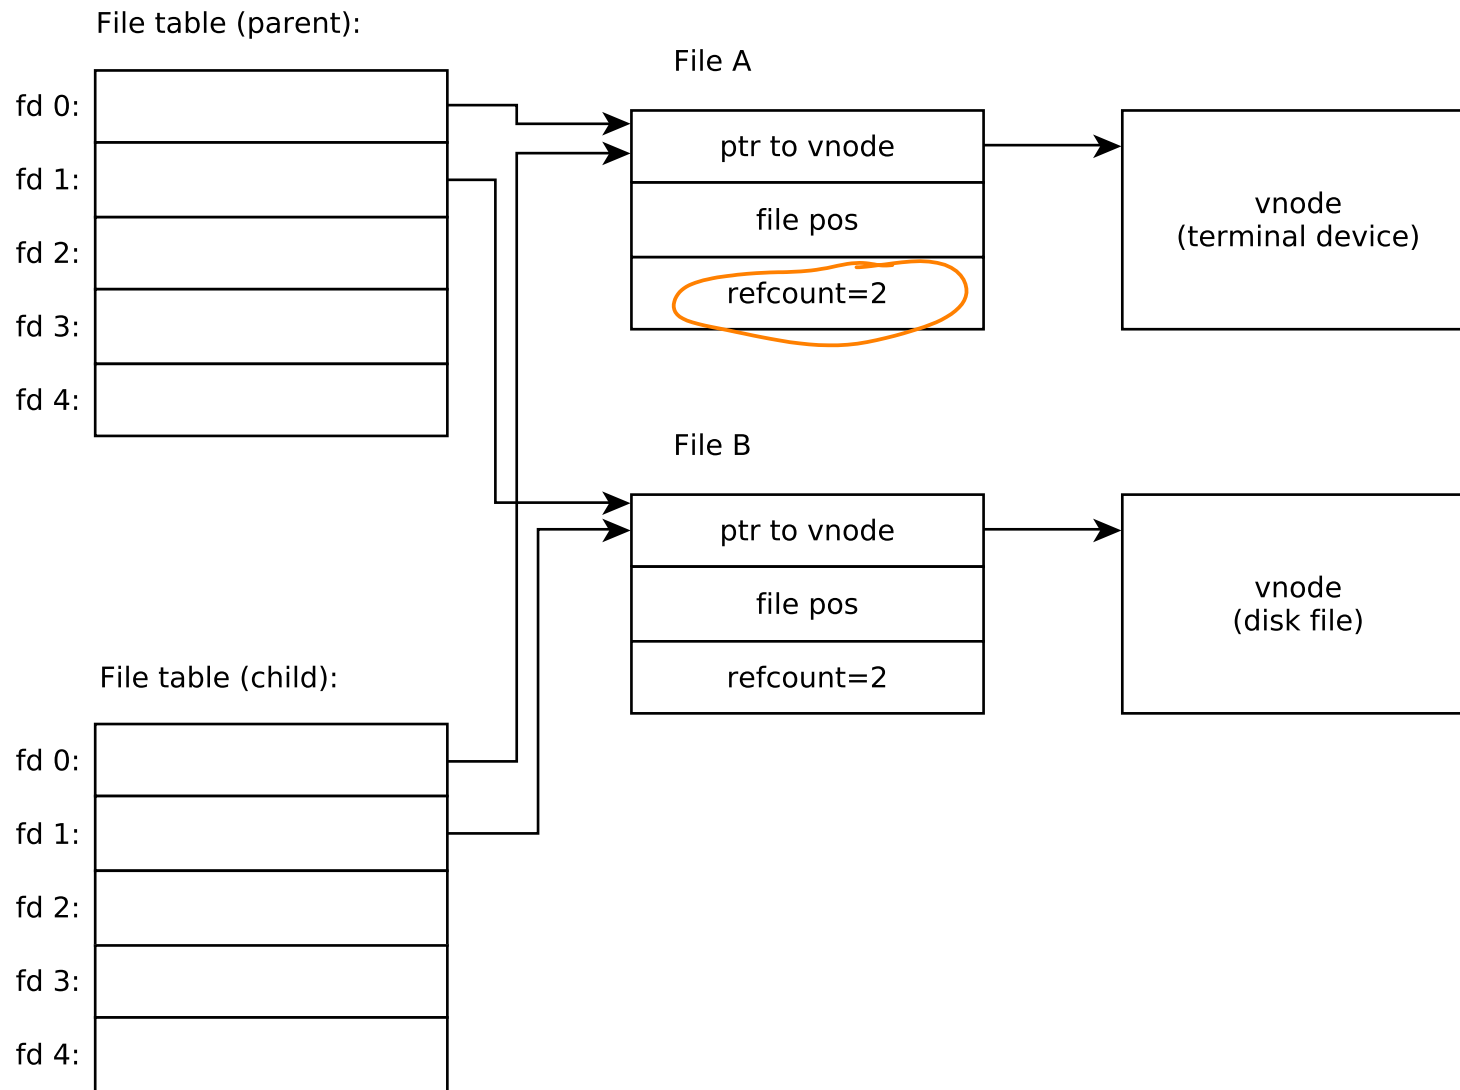 File table (parent):
fd 0:
fd 1:
fd 2:
fd 3:
fd 4:
File A
ptr to vnode
file pos
refcount=2
vnode
(terminal device)
File B
ptr to vnode
file pos
refcount=2
vnode
(disk file)
File table (child):
fd 0:
fd 1:
fd 2:
fd 3:
fd 4: